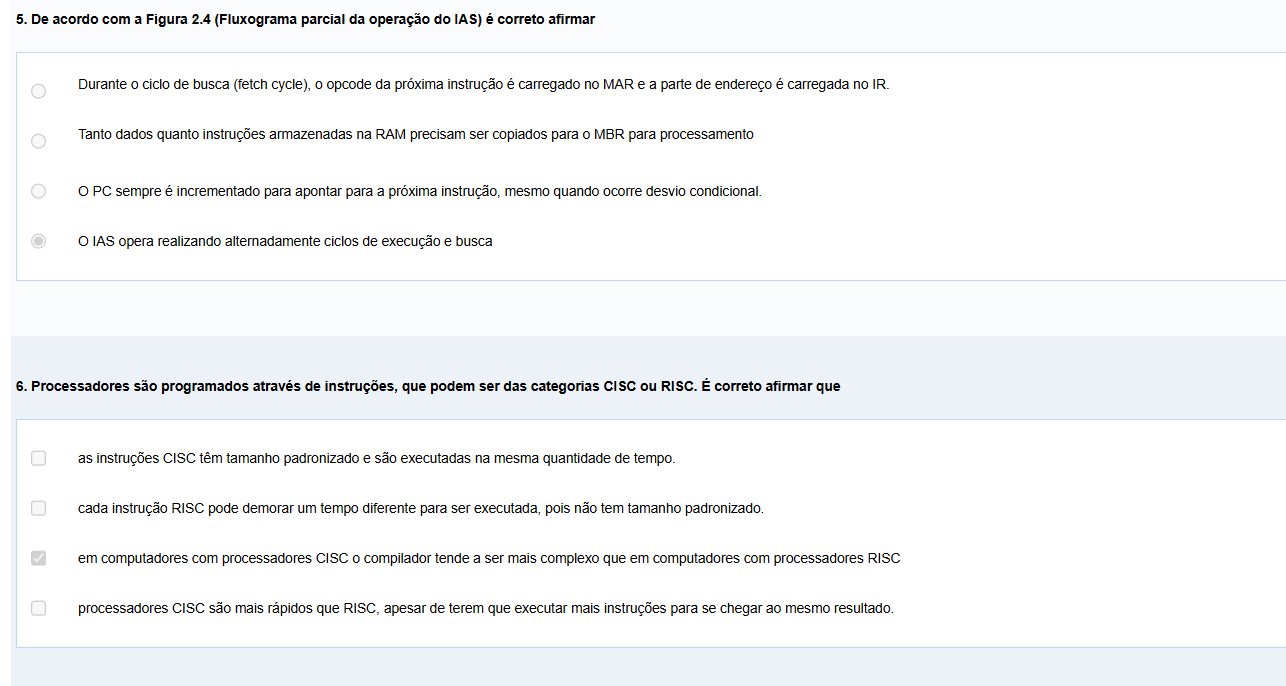 5. De acordo com a Figura 2.4 (Fluxograma parcial da operação do IAS) é correto afirmar
Durante o ciclo de busca (fetch cycle), o opcode da próxima instrução é carregado no MAR e a parte de endereço é carregada no IR.
Tanto dados quanto instruções armazenadas na RAM precisam ser copiados para o MBR para processamento
O PC sempre é incrementado para apontar para a próxima instrução, mesmo quando ocorre desvio condicional.
O IAS opera realizando alternadamente ciclos de execução e busca
6. Processadores são programados através de instruções, que podem ser das categorias CISC ou RISC. É correto afirmar que
as instruções CISC têm tamanho padronizado e são executadas na mesma quantidade de tempo.
cada instrução RISC pode demorar um tempo diferente para ser executada, pois não tem tamanho padronizado.
em computadores com processadores CISC o compilador tende a ser mais complexo que em computadores com processadores RISC
processadores CISC são mais rápidos que RISC, apesar de terem que executar mais instruções para se chegar ao mesmo resultado.